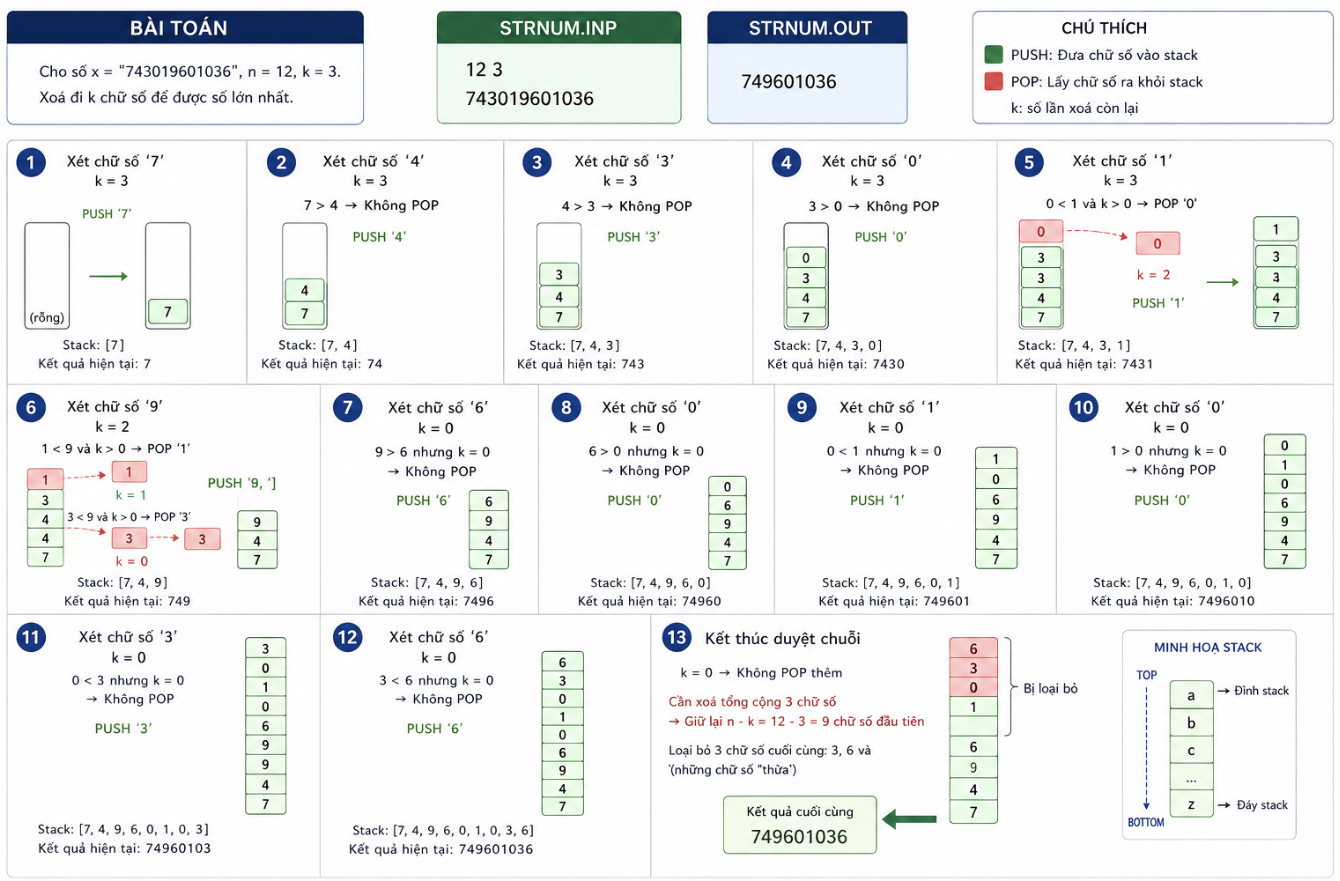 BÀI TOÁN
Cho số x = "743019601036", n = 12, k = 3.
Xoá đi k chữ số để được số lớn nhất.
STRNUM.INP
12 3
743019601036
STRNUM.OUT
749601036
CHÚ THÍCH
PUSH: Đưa chữ số vào stack
POP: Lấy chữ số ra khỏi stack
k: số lần xoá còn lại
1 Xét chữ số ‘7’
k = 3
PUSH ‘7’
(rỗng)
7
Stack: [7]
Kết quả hiện tại: 7
2 Xét chữ số ‘4’
k = 3
7 > 4 → Không POP
PUSH ‘4’
4
7
Stack: [7, 4]
Kết quả hiện tại: 74
3 Xét chữ số ‘3’
k = 3
4 > 3 → Không POP
PUSH ‘3’
3
4
7
Stack: [7, 4, 3]
Kết quả hiện tại: 743
4 Xét chữ số ‘0’
k = 3
3 > 0 → Không POP
PUSH ‘0’
0
3
4
7
Stack: [7, 4, 3, 0]
Kết quả hiện tại: 7430
5 Xét chữ số ‘1’
k = 3
0 < 1 và k > 0 → POP ‘0’
0
3
3
4
7
0
k = 2
PUSH ‘1’
1
3
3
4
7
Stack: [7, 4, 3, 1]
Kết quả hiện tại: 7431
6 Xét chữ số ‘9’
k = 2
1 < 9 và k > 0 → POP ‘1’
1
3
4
4
7
1
k = 1
PUSH ‘9, ’]
3 < 9 và k > 0 → POP ‘3’
3
3
k = 0
9
4
7
Stack: [7, 4, 9]
Kết quả hiện tại: 749
7 Xét chữ số ‘6’
k = 0
9 > 6 nhưng k = 0
→ Không POP
PUSH ‘6’
6
9
4
7
Stack: [7, 4, 9, 6]
Kết quả hiện tại: 7496
8 Xét chữ số ‘0’
k = 0
6 > 0 nhưng k = 0
→ Không POP
PUSH ‘0’
0
6
9
4
7
Stack: [7, 4, 9, 6, 0]
Kết quả hiện tại: 74960
9 Xét chữ số ‘1’
k = 0
0 < 1 nhưng k = 0
→ Không POP
PUSH ‘1’
1
0
6
9
4
7
Stack: [7, 4, 9, 6, 0, 1]
Kết quả hiện tại: 749601
10 Xét chữ số ‘0’
k = 0
1 > 0 nhưng k = 0
→ Không POP
PUSH ‘0’
0
1
0
6
9
4
7
Stack: [7, 4, 9, 6, 0, 1, 0]
Kết quả hiện tại: 7496010
11 Xét chữ số ‘3’
k = 0
0 < 3 nhưng k = 0
→ Không POP
PUSH ‘3’
3
0
1
0
6
9
9
4
7
Stack: [7, 4, 9, 6, 0, 1, 0, 3]
Kết quả hiện tại: 74960103
12 Xét chữ số ‘6’
k = 0
3 < 6 nhưng k = 0
→ Không POP
PUSH ‘6’
6
3
0
1
0
6
9
4
7
Stack: [7, 4, 9, 6, 0, 1, 0, 3, 6]
Kết quả hiện tại: 749601036
13 Kết thúc duyệt chuỗi
k = 0 → Không POP thêm
Cần xoá tổng cộng 3 chữ số
→ Giữ lại n - k = 12 - 3 = 9 chữ số đầu tiên
Loại bỏ 3 chữ số cuối cùng: 3, 6 và
‘(những chữ số “thừa’)
Kết quả cuối cùng
749601036
6
3
0
1
6
9
4
7
Bị loại bỏ
MINH HOẠ STACK
TOP
BOTTOM
a
b
c
...
z
→ Đỉnh stack
→ Đáy stack